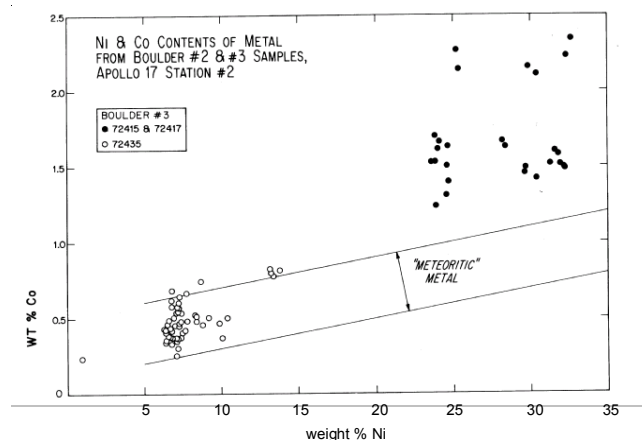 NI & CO CONTENTS OF METAL
FROM BOULDER #2 & #3 SAMPLES,
APOLLO 17 STATION #2
BOULDER #3
● 72415 & 72417
○ 72435
"METEORITIC"
METAL
WT % Co
2.5
2.0
1.5
1.0
0.5
0
5
10
15
20
25
30
35
weight % Ni